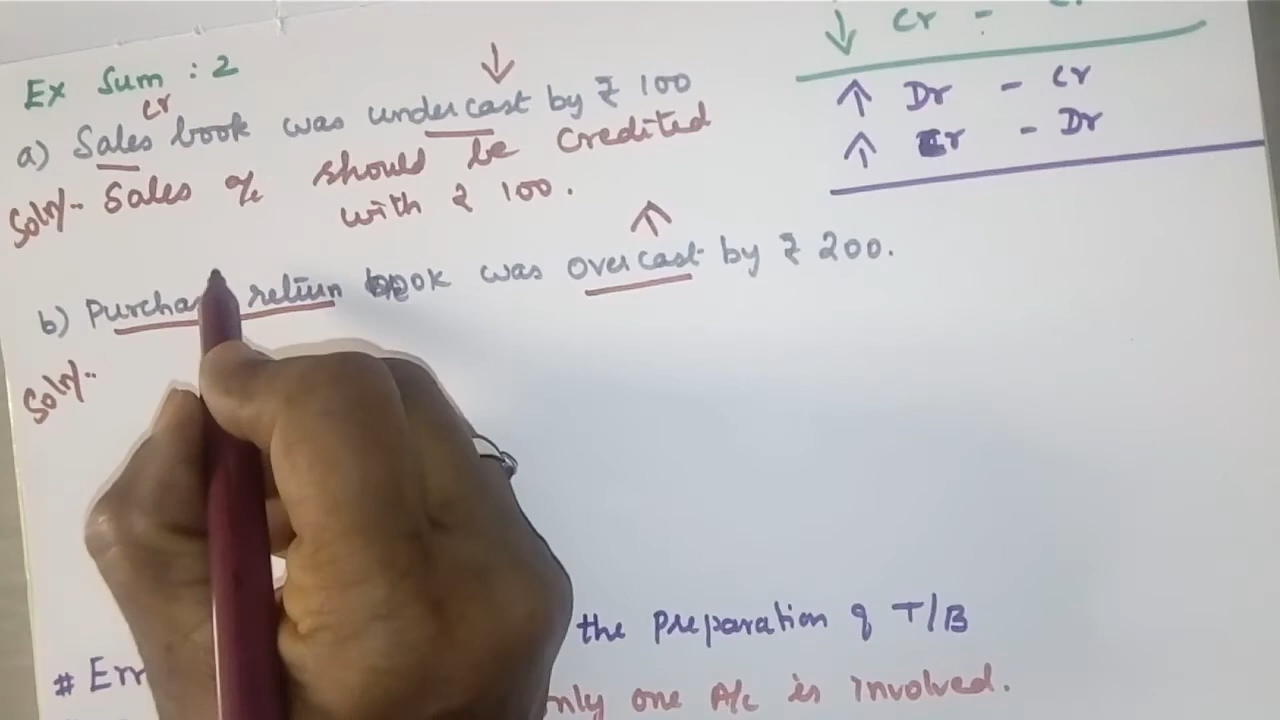 ↓ Cr -
Ex Sum : 2
↑ Dr - Cr
↑ Cr - Dr
Cr ↓
a) Sales book was undercast by ₹ 100
Soln:- Sales a/c should be credited
with ₹ 100.
↑
b) Purchase return book was overcast by ₹ 200.
Soln:-
the preparation of T/B
# Err
only one A/c is involved.